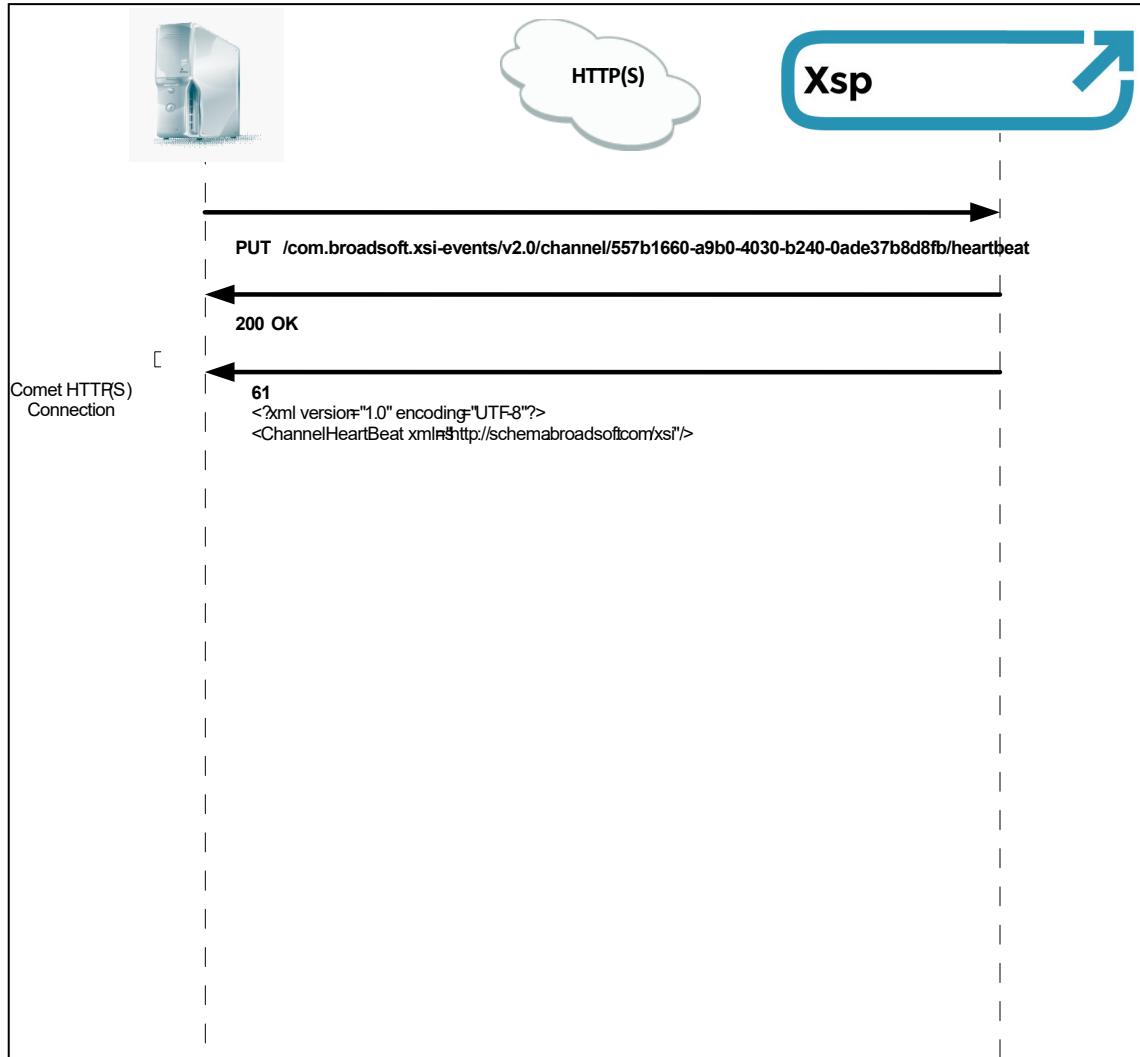 HTTP(S)
Xsp
PUT /com.broadsoft.xsi-events/v2.0/channel/557b1660-a9b0-4030-b240-0ade37b8d8fb/heartbeat
200 OK
Comet HTTP(S)
Connection
61
<?xml version="1.0" encoding="UTF-8"?>
<ChannelHeartBeat xmlns="http://schema.broadsoft.com/xsi"/>